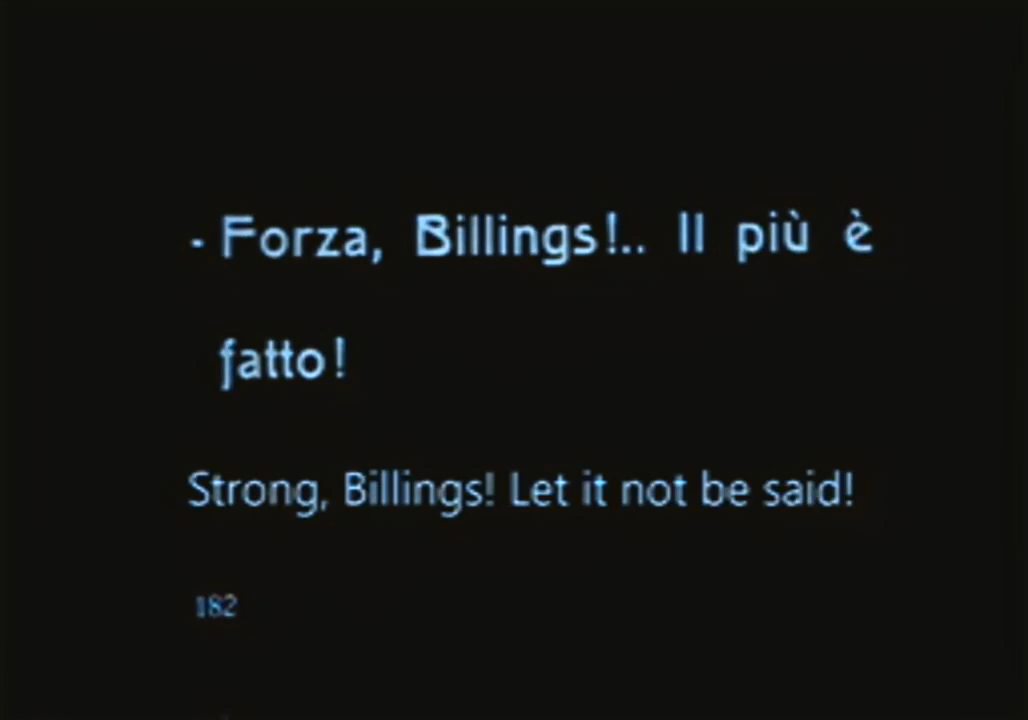 - Forza, Billings!.. Il più è
fatto!
Strong, Billings! Let it not be said!
182